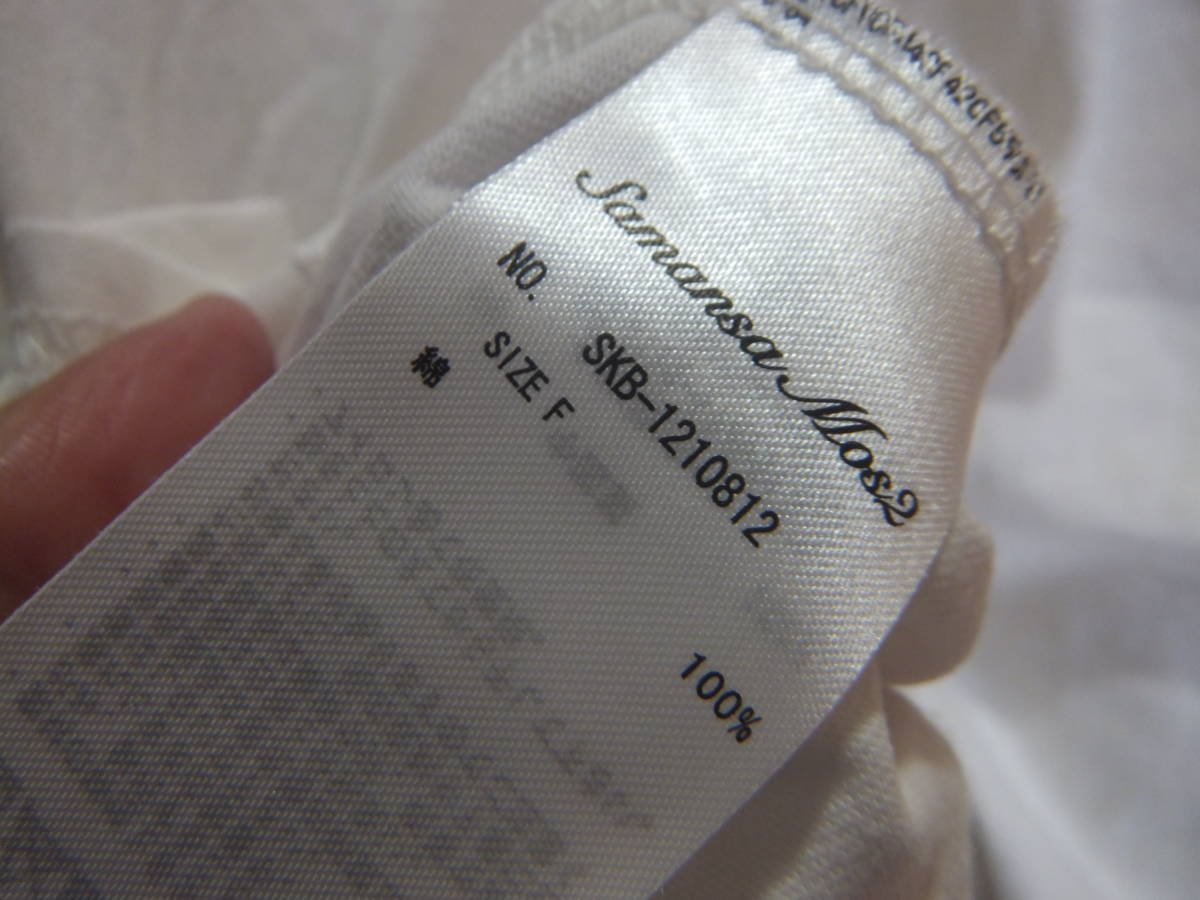 Samansa Mos2
NO. SKB-1210812
SIZE F
綿 100%